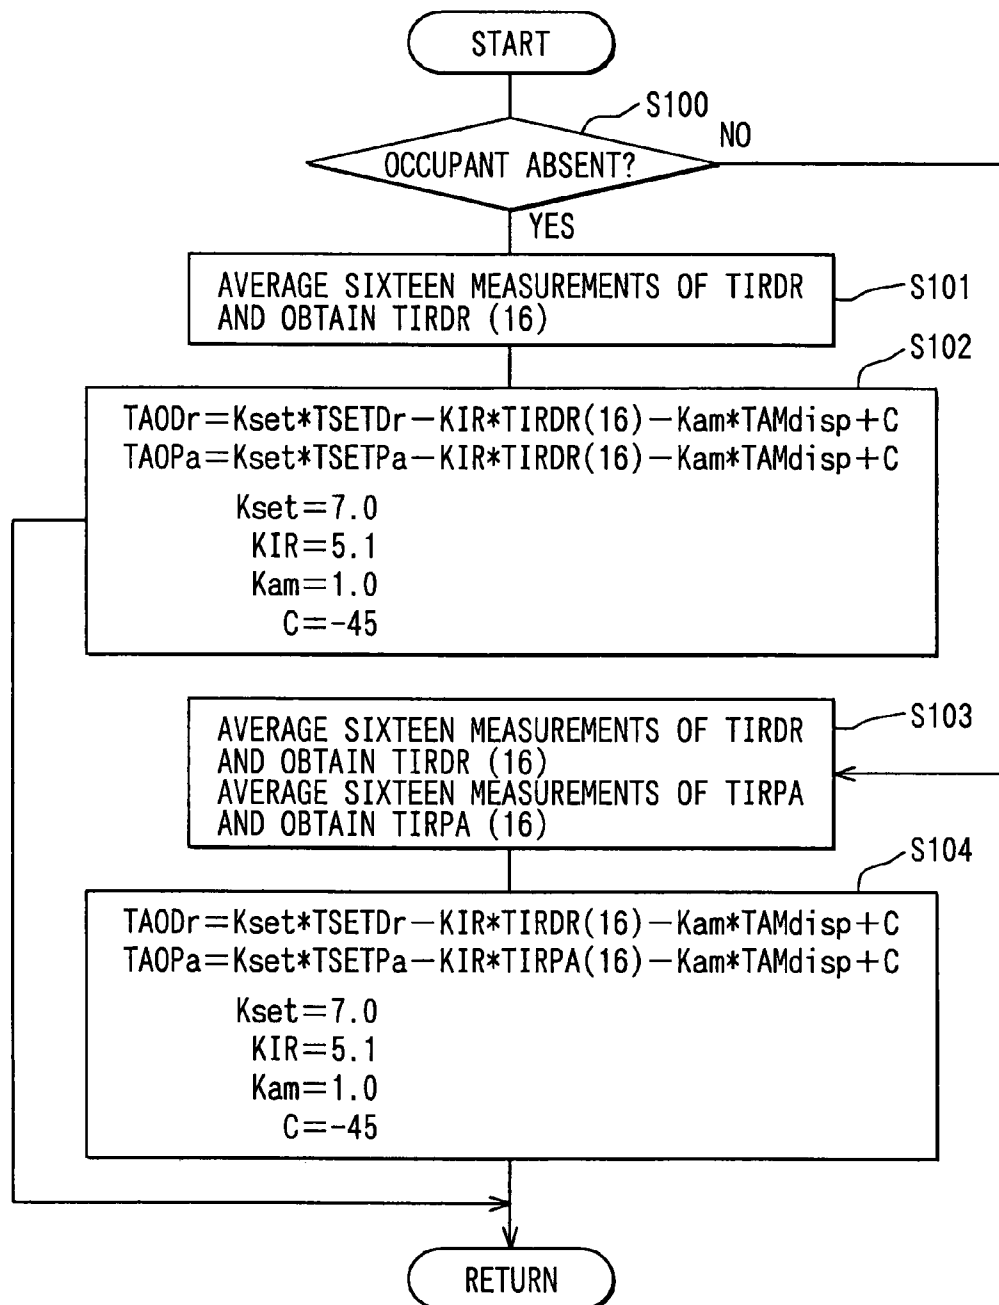 START
S100
NO
OCCUPANT ABSENT?
YES
AVERAGE SIXTEEN MEASUREMENTS OF TIRDR
AND OBTAIN TIRDR (16)
S101
S102
TAODr=Kset*TSETDr−KIR*TIRDR(16)−Kam*TAMdisp+C
TAOPa=Kset*TSETPa−KIR*TIRDR(16)−Kam*TAMdisp+C
Kset=7.0
KIR=5.1
Kam=1.0
C=-45
S103
AVERAGE SIXTEEN MEASUREMENTS OF TIRDR
AND OBTAIN TIRDR (16)
AVERAGE SIXTEEN MEASUREMENTS OF TIRPA
AND OBTAIN TIRPA (16)
S104
TAODr=Kset*TSETDr−KIR*TIRDR(16)−Kam*TAMdisp+C
TAOPa=Kset*TSETPa−KIR*TIRPA(16)−Kam*TAMdisp+C
Kset=7.0
KIR=5.1
Kam=1.0
C=-45
RETURN